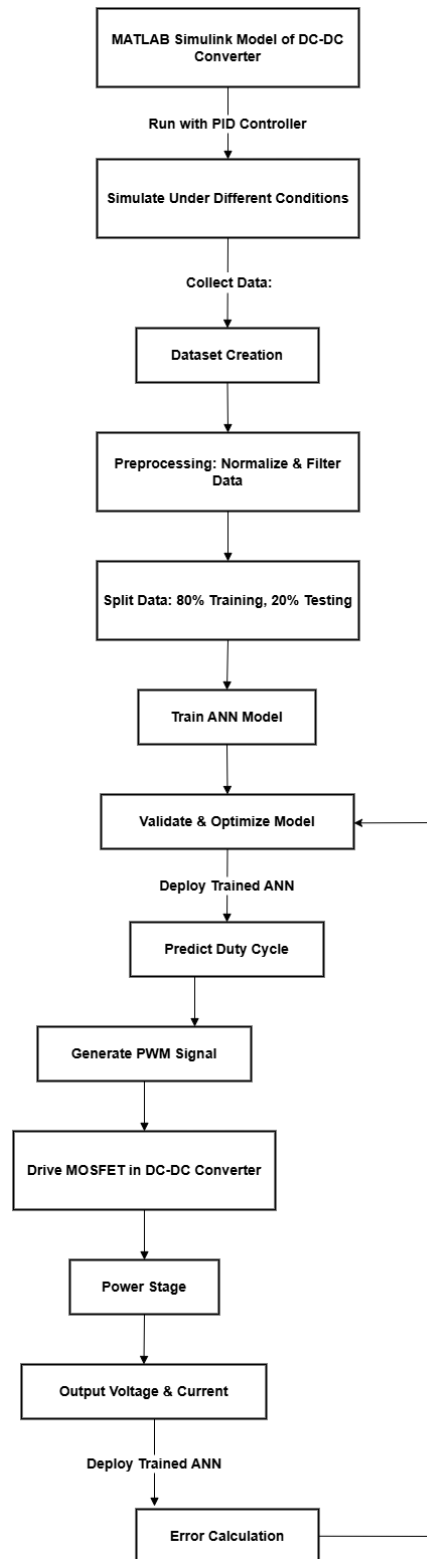 MATLAB Simulink Model of DC-DC
Converter
Run with PID Controller
Simulate Under Different Conditions
Collect Data:
Dataset Creation
Preprocessing: Normalize & Filter
Data
Split Data: 80% Training, 20% Testing
Train ANN Model
Validate & Optimize Model
Deploy Trained ANN
Predict Duty Cycle
Generate PWM Signal
Drive MOSFET in DC-DC Converter
Power Stage
Output Voltage & Current
Deploy Trained ANN
Error Calculation